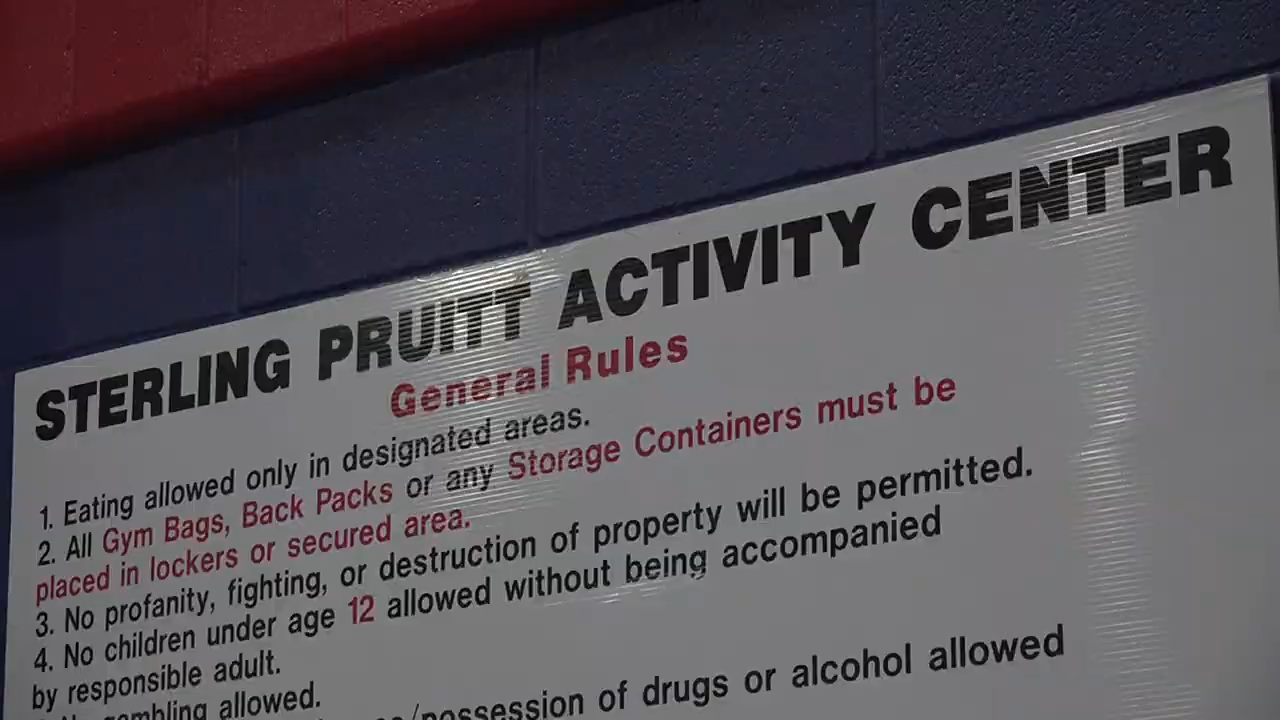 STERLING PRUITT ACTIVITY CENTER
General Rules
1. Eating allowed only in designated areas.
2. All Gym Bags, Back Packs or any Storage Containers must be
placed in lockers or secured area.
3. No profanity, fighting, or destruction of property will be permitted.
4. No children under age 12 allowed without being accompanied
by responsible adult.
No gambling allowed.
/possession of drugs or alcohol allowed